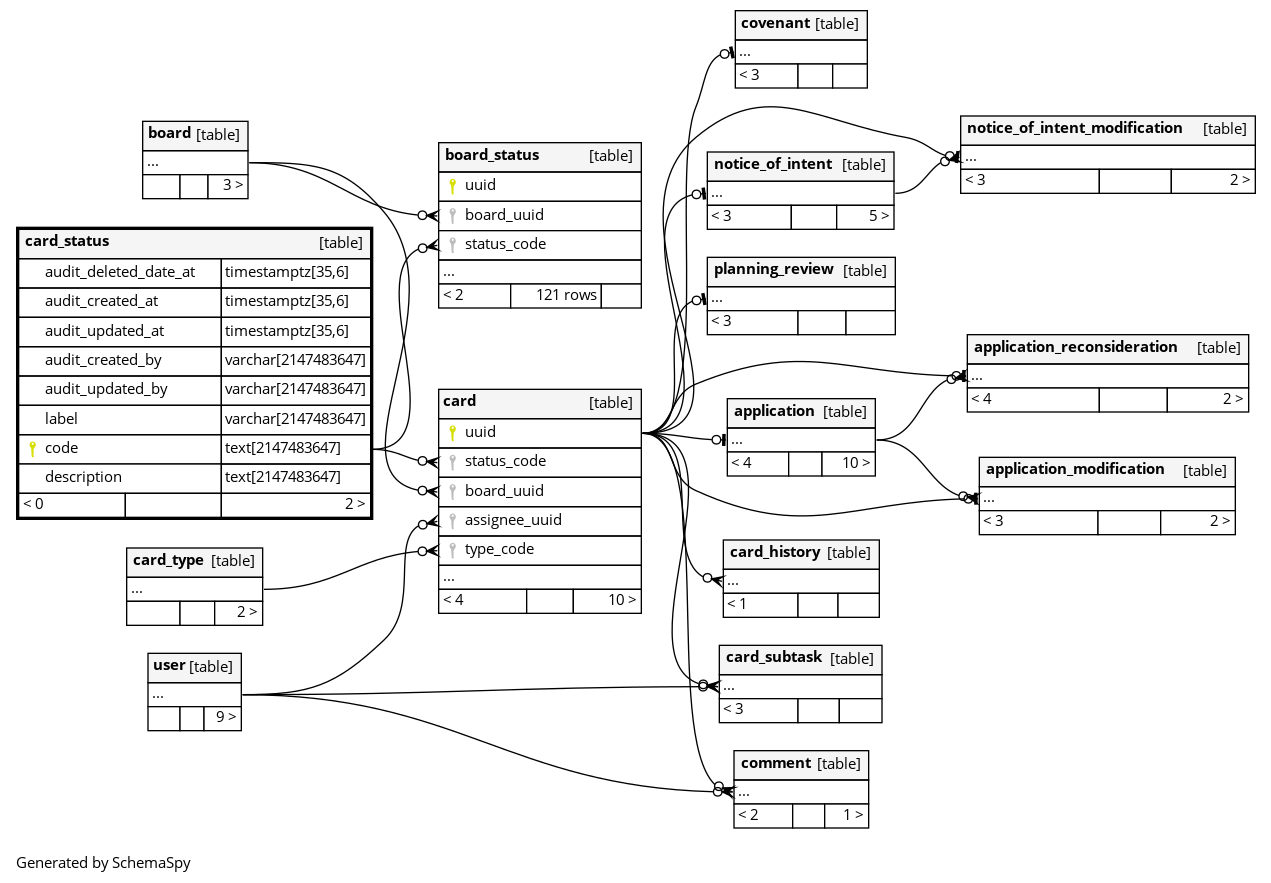 covenant [table]
...
< 3
board [table]
...
3 >
board_status [table]
uuid
board_uuid
status_code
...
< 2 121 rows
notice_of_intent [table]
...
< 3 5 >
notice_of_intent_modification [table]
...
< 3 2 >
card_status [table]
audit_deleted_date_at timestamptz[35,6]
audit_created_at timestamptz[35,6]
audit_updated_at timestamptz[35,6]
audit_created_by varchar[2147483647]
audit_updated_by varchar[2147483647]
label varchar[2147483647]
code text[2147483647]
description text[2147483647]
< 0 2 >
planning_review [table]
...
< 3
card [table]
uuid
status_code
board_uuid
assignee_uuid
type_code
...
< 4 10 >
application [table]
...
< 4 10 >
application_reconsideration [table]
...
< 4 2 >
application_modification [table]
...
< 3 2 >
card_type [table]
...
2 >
card_history [table]
...
< 1
user [table]
...
9 >
card_subtask [table]
...
< 3
comment [table]
...
< 2 1 >
Generated by SchemaSpy